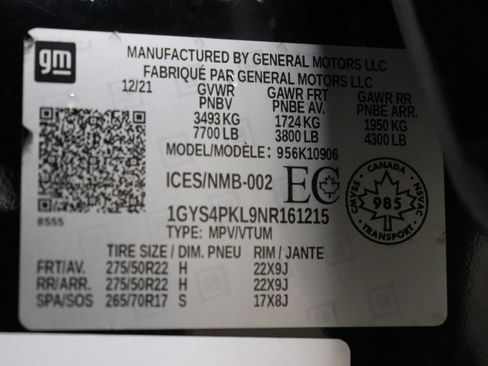 gm
MANUFACTURED BY GENERAL MOTORS LLC
FABRIQUÉ PAR GENERAL MOTORS LLC
12/21 GVWR GAWR FRT GAWR RR
PNBV PNBE AV. PNBE ARR.
3493 KG 1724 KG 1950 KG
7700 LB 3800 LB 4300 LB
MODEL/MODÈLE: 956K10906
ICES/NMB-002 EC
CANADA
CMVSS 985 NSVAC
8555
1GYS4PKL9NR161215
TYPE: MPV/VTUM
TIRE SIZE / DIM. PNEU RIM / JANTE
FRT/AV. 275/50R22 H 22X9J
RR/ARR. 275/50R22 H 22X9J
SPA/SOS 265/70R17 S 17X8J